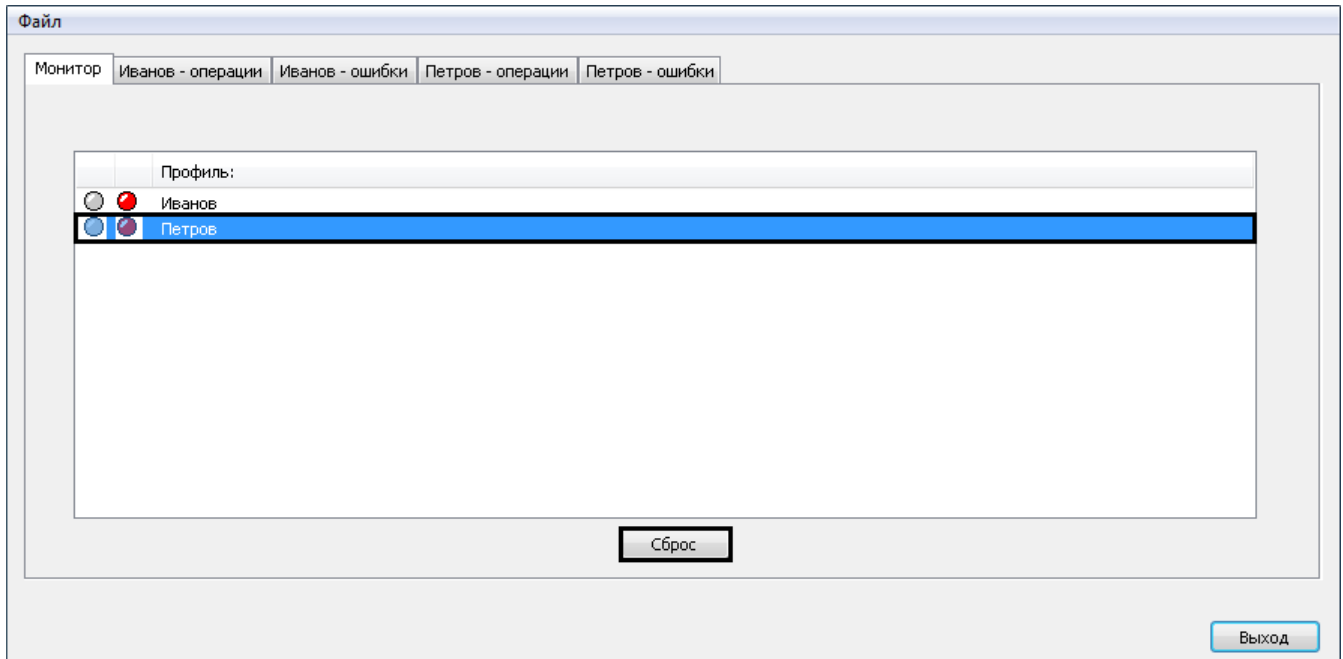 Файл
Монитор Иванов - операции Иванов - ошибки Петров - операции Петров - ошибки
Профиль:
Иванов
Петров
Сброс
Выход